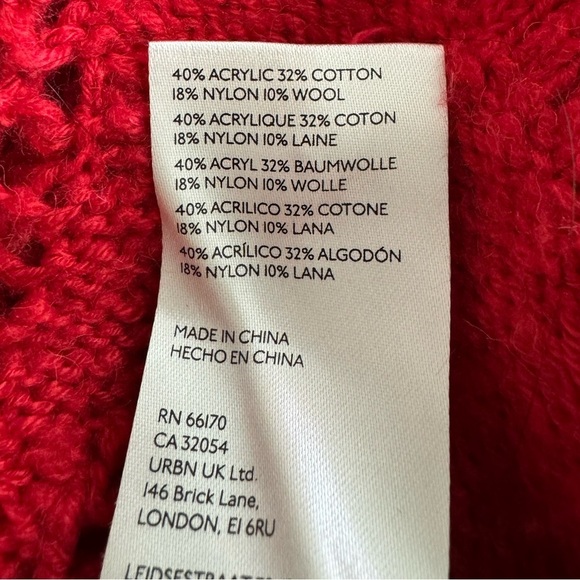 40% ACRYLIC 32% COTTON
18% NYLON 10% WOOL
40% ACRYLIQUE 32% COTON
18% NYLON 10% LAINE
40% ACRYL 32% BAUMWOLLE
18% NYLON 10% WOLLE
40% ACRILICO 32% COTONE
18% NYLON 10% LANA
40% ACRÍLICO 32% ALGODÓN
18% NYLON 10% LANA
MADE IN CHINA
HECHO EN CHINA
RN 66170
CA 32054
URBN UK Ltd.
146 Brick Lane,
LONDON, E1 6RU